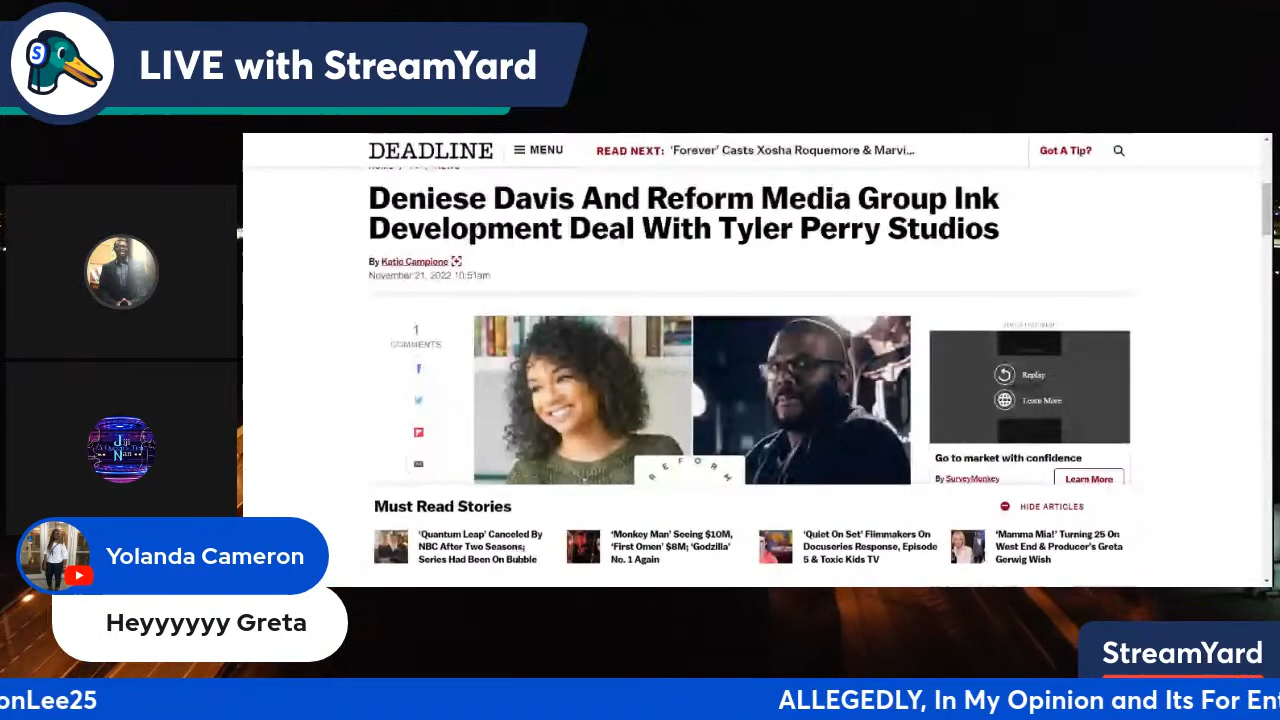 S
LIVE with StreamYard
DEADLINE
MENU
READ NEXT: 'Forever' Casts Xosha Roquemore & Marvi...
Got A Tip?
Deniese Davis And Reform Media Group Ink
Development Deal With Tyler Perry Studios
By Katie Campione [+]
November 21, 2022 10:51am
1
COMMENTS
REFORM
Replay
Learn More
Go to market with confidence
By SurveyMonkey
Learn More
Must Read Stories
HIDE ARTICLES
'Quantum Leap' Canceled By
NBC After Two Seasons;
Series Had Been On Bubble
'Monkey Man' Seeing $10M,
'First Omen' $8M; 'Godzilla'
No. 1 Again
'Quiet On Set' Filmmakers On
Docuseries Response, Episode
5 & Toxic Kids TV
'Mamma Mia!' Turning 25 On
West End & Producer's Greta
Gerwig Wish
Yolanda Cameron
Heyyyyyy Greta
StreamYard
onLee25
ALLEGEDLY, In My Opinion and Its For Ent